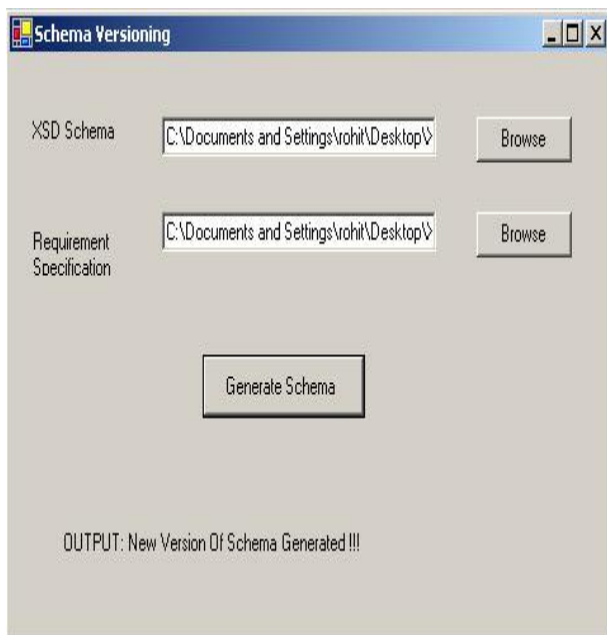 Schema Versioning
XSD Schema
C:\Documents and Settings\rohit\Desktop\
Browse
Requirement
Specification
C:\Documents and Settings\rohit\Desktop\
Browse
Generate Schema
OUTPUT: New Version Of Schema Generated !!!